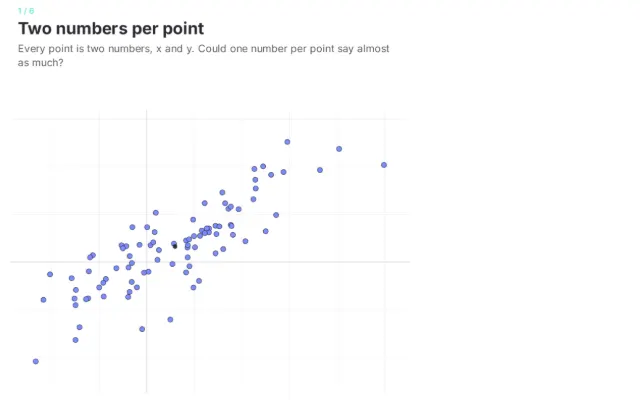 1 / 6
Two numbers per point
Every point is two numbers, x and y. Could one number per point say almost
as much?